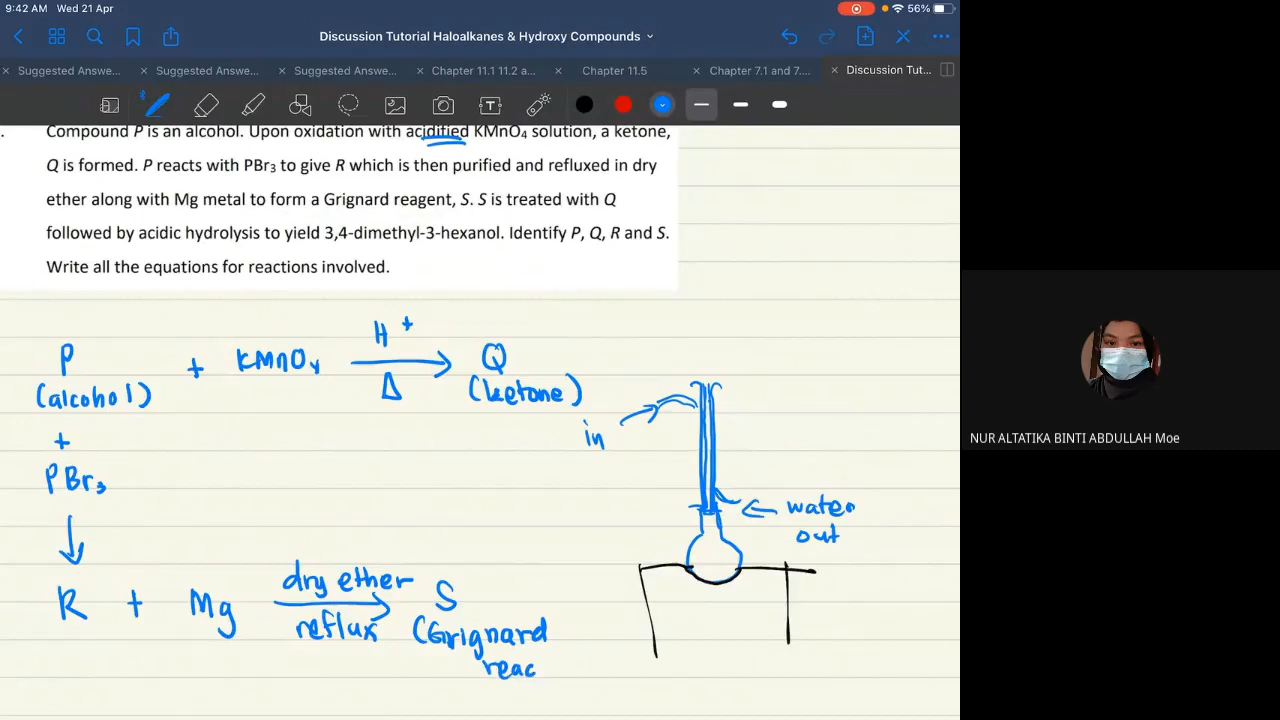 9:42 AM Wed 21 Apr
56%
Discussion Tutorial Haloalkanes & Hydroxy Compounds
Suggested Answe...
Suggested Answe...
Suggested Answe...
Chapter 11.1 11.2 a...
Chapter 11.5
Chapter 7.1 and 7....
Discussion Tut...
. Compound P is an alcohol. Upon oxidation with acidified KMnO₄ solution, a ketone,
Q is formed. P reacts with PBr₃ to give R which is then purified and refluxed in dry
ether along with Mg metal to form a Grignard reagent, S. S is treated with Q
followed by acidic hydrolysis to yield 3,4-dimethyl-3-hexanol. Identify P, Q, R and S.
Write all the equations for reactions involved.
P + KMnO₄ H⁺ Δ Q
(alcohol) (ketone)
+
PBr₃
in
water
out
R + Mg dry ether reflux S
(Grignard
reac
NUR ALTATIKA BINTI ABDULLAH Moe